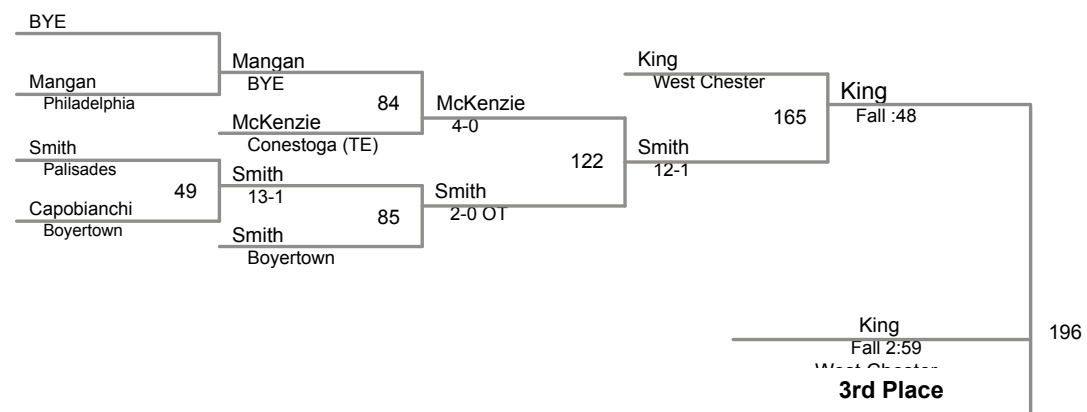 BYE
Mangan
Philadelphia
Smith
Palisades
49
Capobianchi
Boyertown
Mangan
BYE
84
McKenzie
Conestoga (TE)
Smith
13-1
85
Smith
Boyertown
McKenzie
4-0
122
Smith
2-0 OT
King
West Chester
165
Smith
12-1
King
Fall :48
King
Fall 2:59
West Chester
196
3rd Place